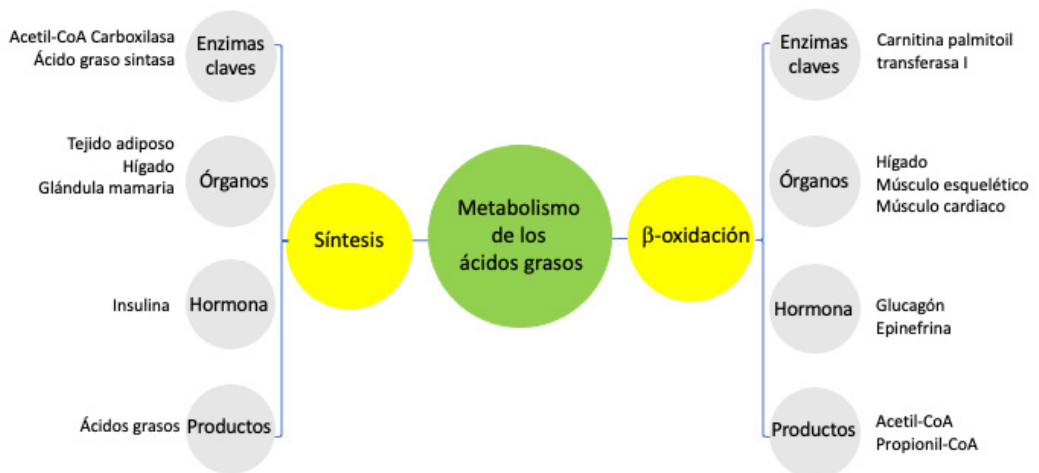 Metabolismo
de los
ácidos grasos
Síntesis
Enzimas
claves
Acetil-CoA Carboxilasa
Ácido graso sintasa
Órganos
Tejido adiposo
Hígado
Glándula mamaria
Hormona
Insulina
Productos
Ácidos grasos
β-oxidación
Enzimas
claves
Carnitina palmitoil
transferasa I
Órganos
Hígado
Músculo esquelético
Músculo cardiaco
Hormona
Glucagón
Epinefrina
Productos
Acetil-CoA
Propionil-CoA